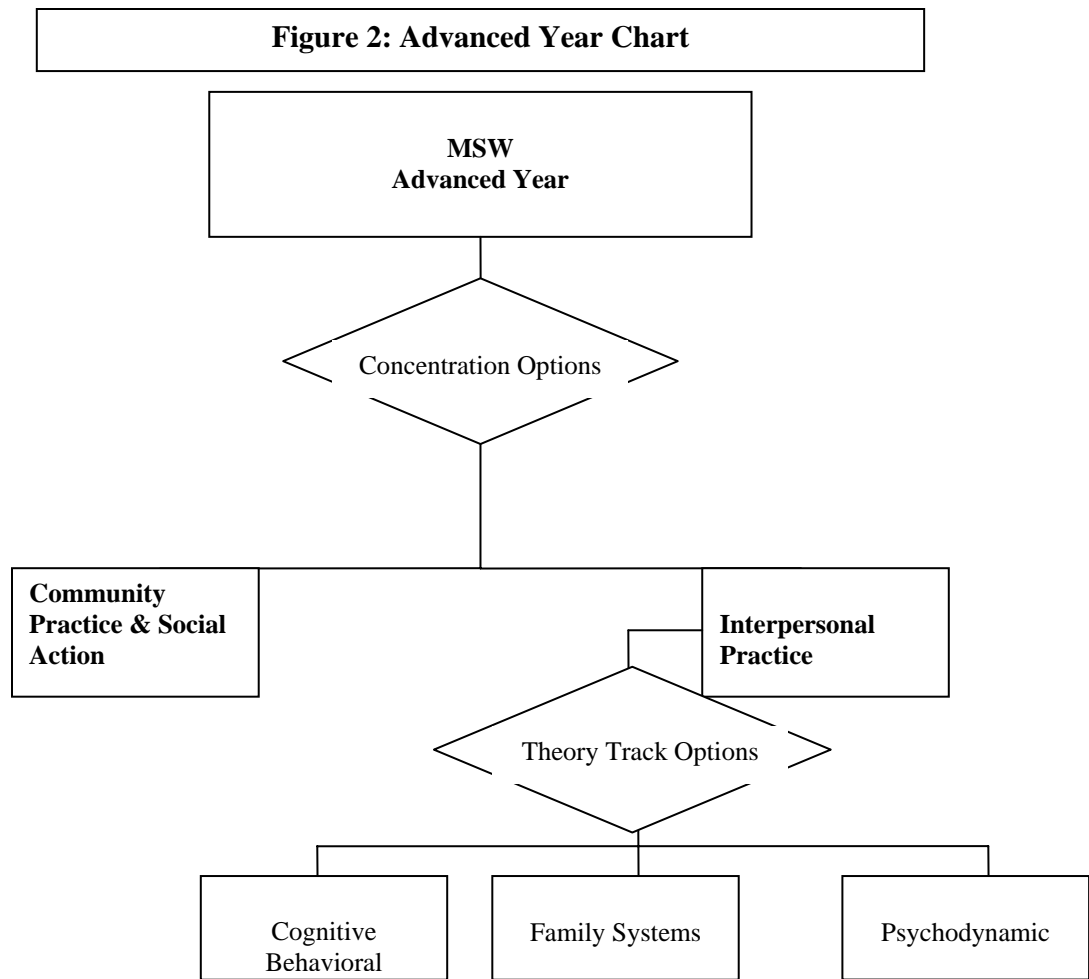 Figure 2: Advanced Year Chart
MSW
Advanced Year
Concentration Options
Community
Practice & Social
Action
Interpersonal
Practice
Theory Track Options
Cognitive
Behavioral
Family Systems
Psychodynamic